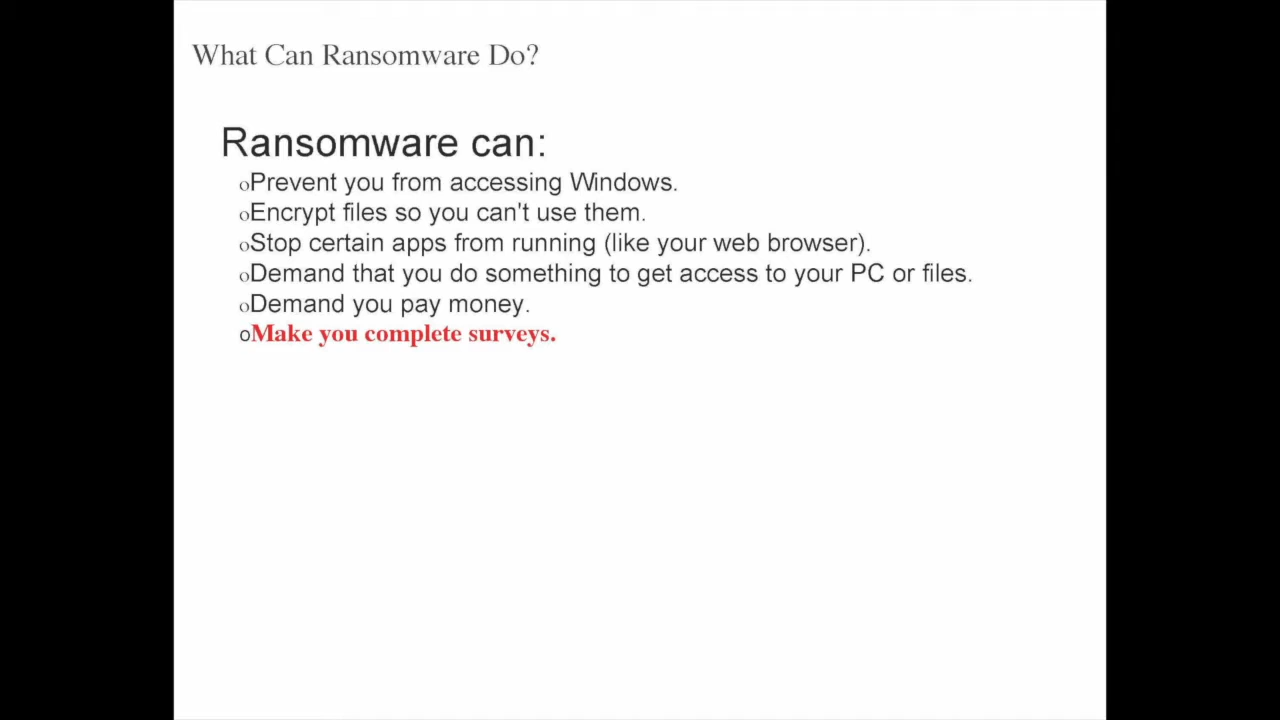 What Can Ransomware Do?
Ransomware can:
oPrevent you from accessing Windows.
oEncrypt files so you can't use them.
oStop certain apps from running (like your web browser).
oDemand that you do something to get access to your PC or files.
oDemand you pay money.
oMake you complete surveys.